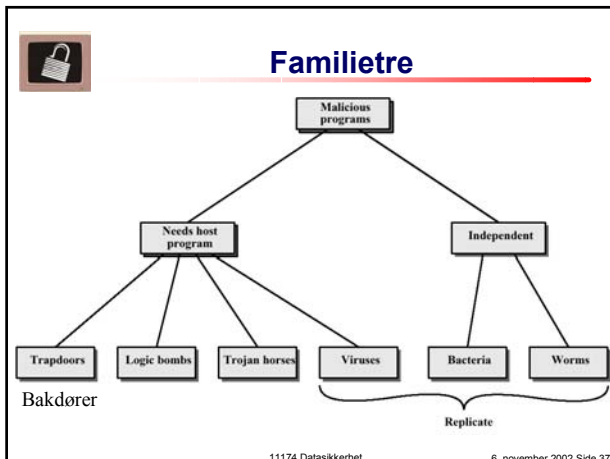 Familietre
Malicious
programs
Needs host
program
Independent
Trapdoors
Logic bombs
Trojan horses
Viruses
Bacteria
Worms
Bakdører
Replicate
11174 Datasikkerhet
6. november 2002 Side 37